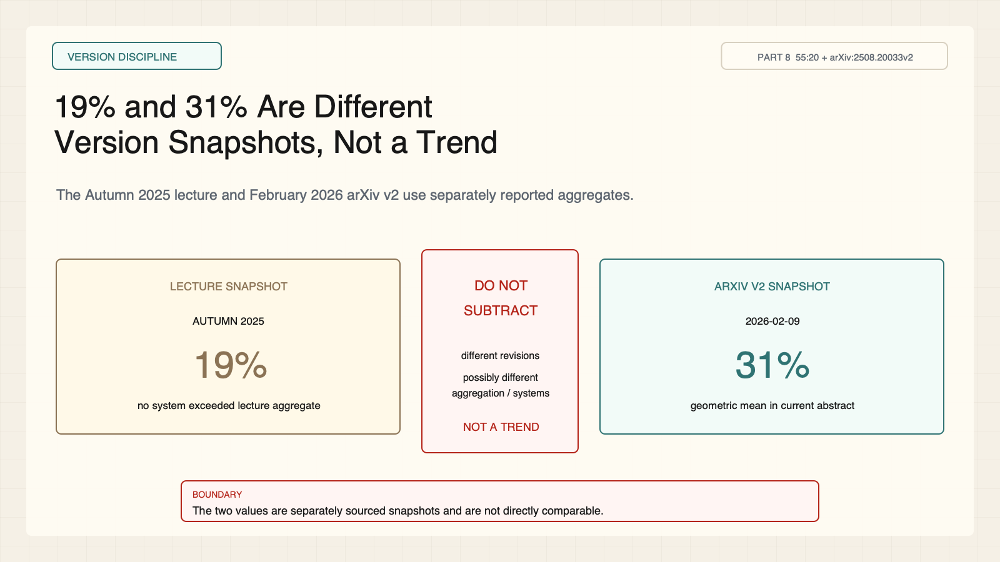 VERSION DISCIPLINE
PART 8 55:20 + arXiv:2508.20033v2
19% and 31% Are Different
Version Snapshots, Not a Trend
The Autumn 2025 lecture and February 2026 arXiv v2 use separately reported aggregates.
LECTURE SNAPSHOT
AUTUMN 2025
19%
no system exceeded lecture aggregate
DO NOT
SUBTRACT
different revisions
possibly different
aggregation / systems
NOT A TREND
ARXIV V2 SNAPSHOT
2026-02-09
31%
geometric mean in current abstract
BOUNDARY
The two values are separately sourced snapshots and are not directly comparable.